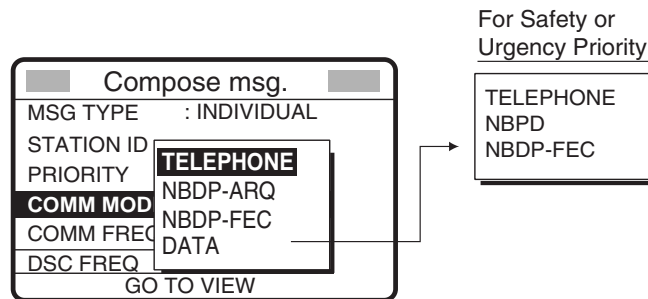 For Safety or
Urgency Priority
Compose msg.
MSG TYPE : INDIVIDUAL
STATION ID
PRIORITY
COMM MOD
COMM FREQ
DSC FREQ
GO TO VIEW
TELEPHONE
NBDP-ARQ
NBDP-FEC
DATA
TELEPHONE
NBPD
NBDP-FEC